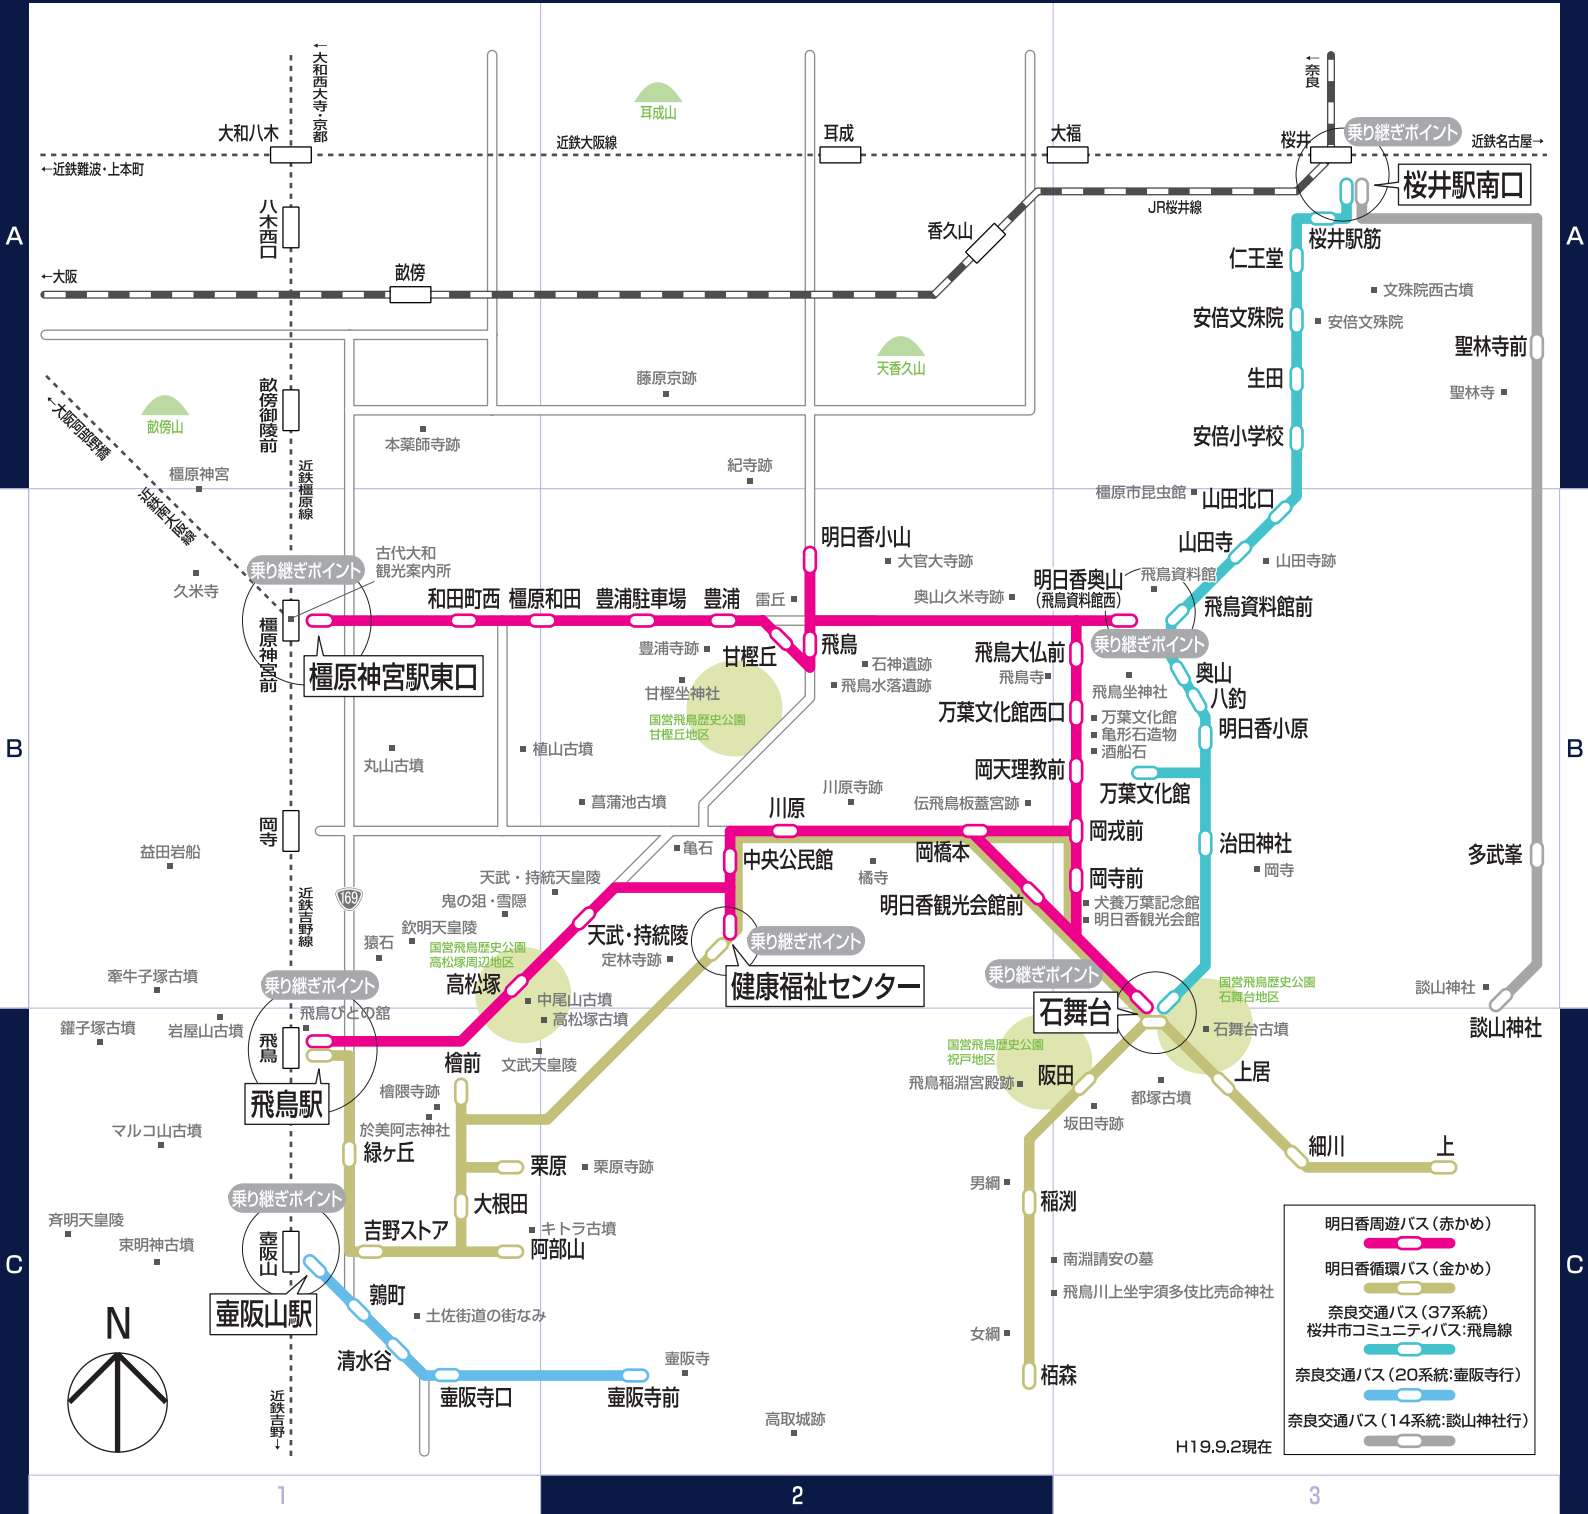 ←大和西大寺・京都
←奈良
耳成山
大和八木
近鉄大阪線
耳成
大福
桜井
乗り継ぎポイント
近鉄名古屋→
←近鉄難波・上本町
桜井駅南口
八木西口
JR桜井線
香久山
桜井駅筋
A
A
仁王堂
←大阪
畝傍
文殊院西古墳
安倍文殊院
安倍文殊院
聖林寺前
天香久山
生田
藤原京跡
聖林寺
畝傍御陵前
←大阪阿部野橋
畝傍山
本薬師寺跡
安倍小学校
近鉄橿原線
橿原神宮
紀寺跡
近鉄南大阪線
橿原市昆虫館
山田北口
明日香小山
山田寺
古代大和
観光案内所
乗り継ぎポイント
大官大寺跡
山田寺跡
久米寺
飛鳥資料館
明日香奥山
(飛鳥資料館西)
和田町西
橿原和田
豊浦駐車場
豊浦
雷丘
奥山久米寺跡
飛鳥資料館前
橿原神宮前
乗り継ぎポイント
豊浦寺跡
甘樫丘
飛鳥
飛鳥大仏前
石神遺跡
奥山
橿原神宮駅東口
飛鳥寺
飛鳥水落遺跡
甘樫坐神社
飛鳥坐神社
八釣
国営飛鳥歴史公園
甘樫丘地区
万葉文化館西口
万葉文化館
亀形石造物
酒船石
明日香小原
B
B
植山古墳
丸山古墳
岡天理教前
万葉文化館
川原寺跡
菖蒲池古墳
伝飛鳥板蓋宮跡
川原
岡寺
岡戎前
治田神社
益田岩船
亀石
中央公民館
岡橋本
多武峯
橘寺
岡寺
天武・持統天皇陵
岡寺前
169
近鉄吉野線
鬼の俎・雪隠
明日香観光会館前
犬養万葉記念館
明日香観光会館
欽明天皇陵
天武・持統陵
猿石
国営飛鳥歴史公園
高松塚周辺地区
乗り継ぎポイント
定林寺跡
牽牛子塚古墳
乗り継ぎポイント
高松塚
健康福祉センター
乗り継ぎポイント
国営飛鳥歴史公園
石舞台地区
談山神社
中尾山古墳
飛鳥びとの館
石舞台
高松塚古墳
鑵子塚古墳
岩屋山古墳
石舞台古墳
談山神社
飛鳥
国営飛鳥歴史公園
祝戸地区
檜前
文武天皇陵
阪田
上居
飛鳥稲淵宮殿跡
檜隈寺跡
都塚古墳
飛鳥駅
坂田寺跡
マルコ山古墳
於美阿志神社
緑ヶ丘
細川
上
栗原
栗原寺跡
男綱
乗り継ぎポイント
大根田
稲渕
斉明天皇陵
吉野ストア
キトラ古墳
束明神古墳
阿部山
壺阪山
C
C
南淵請安の墓
鶉町
飛鳥川上坐宇須多伎比売命神社
壷阪山駅
土佐街道の街なみ
N
女綱
清水谷
壷阪寺
栢森
壷阪寺口
壷阪寺前
近鉄吉野→
高取城跡
明日香周遊バス(赤かめ)
明日香循環バス(金かめ)
奈良交通バス(37系統)
桜井市コミュニティバス:飛鳥線
奈良交通バス(20系統:壷阪寺行)
奈良交通バス(14系統:談山神社行)
H19.9.2現在
1
2
3